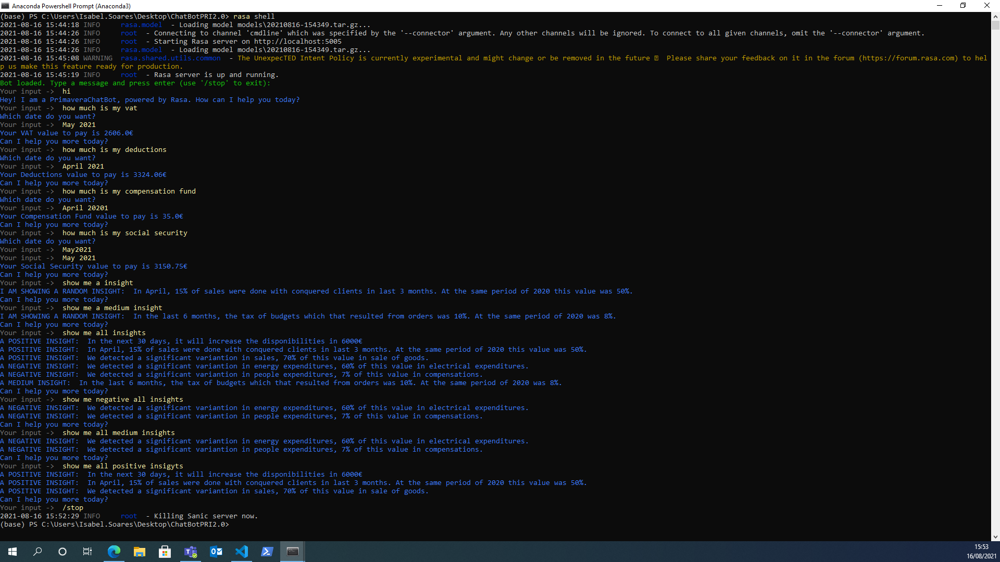 Anaconda Powershell Prompt (Anaconda3)
(base) PS C:\Users\Isabel.Soares\Desktop\ChatBotPRI2.0> rasa shell
2021-08-16 15:44:18 INFO     rasa.model  - Loading model models\20210816-154349.tar.gz...
2021-08-16 15:44:26 INFO     root  - Connecting to channel 'cmdline' which was specified by the '--connector' argument. Any other channels will be ignored. To connect to all given channels, omit the '--connector' argument.
2021-08-16 15:44:26 INFO     root  - Starting Rasa server on http://localhost:5005
2021-08-16 15:44:26 INFO     rasa.model  - Loading model models\20210816-154349.tar.gz...
2021-08-16 15:45:08 WARNING  rasa.shared.utils.common  - The UnexpecTED Intent Policy is currently experimental and might change or be removed in the future   Please share your feedback on it in the forum (https://forum.rasa.com) to hel
p us make this feature ready for production.
2021-08-16 15:45:19 INFO     root  - Rasa server is up and running.
Bot loaded. Type a message and press enter (use '/stop' to exit):
Your input ->  hi
Hey! I am a PrimaveraChatBot, powered by Rasa. How can I help you today?
Your input ->  how much is my vat
Which date do you want?
Your input ->  May 2021
Your VAT value to pay is 2606.0€
Can I help you more today?
Your input ->  how much is my deductions
Which date do you want?
Your input ->  April 2021
Your Deductions value to pay is 3324.06€
Can I help you more today?
Your input ->  how much is my compensation fund
Which date do you want?
Your input ->  April 20201
Your Compensation Fund value to pay is 35.0€
Can I help you more today?
Your input ->  how much is my social security
Which date do you want?
Your input ->  May2021
Your input ->  May 2021
Your Social Security value to pay is 3150.75€
Can I help you more today?
Your input ->  show me a insight
I AM SHOWING A RANDOM INSIGHT:  In April, 15% of sales were done with conquered clients in last 3 months. At the same period of 2020 this value was 50%.
Can I help you more today?
Your input ->  show me a medium insight
I AM SHOWING A RANDOM INSIGHT:  In the last 6 months, the tax of budgets which that resulted from orders was 10%. At the same period of 2020 was 8%.
Can I help you more today?
Your input ->  show me all insights
A POSITIVE INSIGHT:  In the next 30 days, it will increase the disponibilities in 6000€
A POSITIVE INSIGHT:  In April, 15% of sales were done with conquered clients in last 3 months. At the same period of 2020 this value was 50%.
A POSITIVE INSIGHT:  We detected a significant variantion in sales, 70% of this value in sale of goods.
A NEGATIVE INSIGHT:  We detected a significant variantion in energy expenditures, 60% of this value in electrical expenditures.
A NEGATIVE INSIGHT:  We detected a significant variantion in people expenditures, 7% of this value in compensations.
A MEDIUM INSIGHT:  In the last 6 months, the tax of budgets which that resulted from orders was 10%. At the same period of 2020 was 8%.
Can I help you more today?
Your input ->  show me negative all insights
A NEGATIVE INSIGHT:  We detected a significant variantion in energy expenditures, 60% of this value in electrical expenditures.
A NEGATIVE INSIGHT:  We detected a significant variantion in people expenditures, 7% of this value in compensations.
Can I help you more today?
Your input ->  show me all medium insights
A NEGATIVE INSIGHT:  We detected a significant variantion in energy expenditures, 60% of this value in electrical expenditures.
A NEGATIVE INSIGHT:  We detected a significant variantion in people expenditures, 7% of this value in compensations.
Can I help you more today?
Your input ->  show me all positive insigyts
A POSITIVE INSIGHT:  In the next 30 days, it will increase the disponibilities in 6000€
A POSITIVE INSIGHT:  In April, 15% of sales were done with conquered clients in last 3 months. At the same period of 2020 this value was 50%.
A POSITIVE INSIGHT:  We detected a significant variantion in sales, 70% of this value in sale of goods.
Can I help you more today?
Your input ->  /stop
2021-08-16 15:52:29 INFO     root  - Killing Sanic server now.
(base) PS C:\Users\Isabel.Soares\Desktop\ChatBotPRI2.0>
15:53
16/08/2021